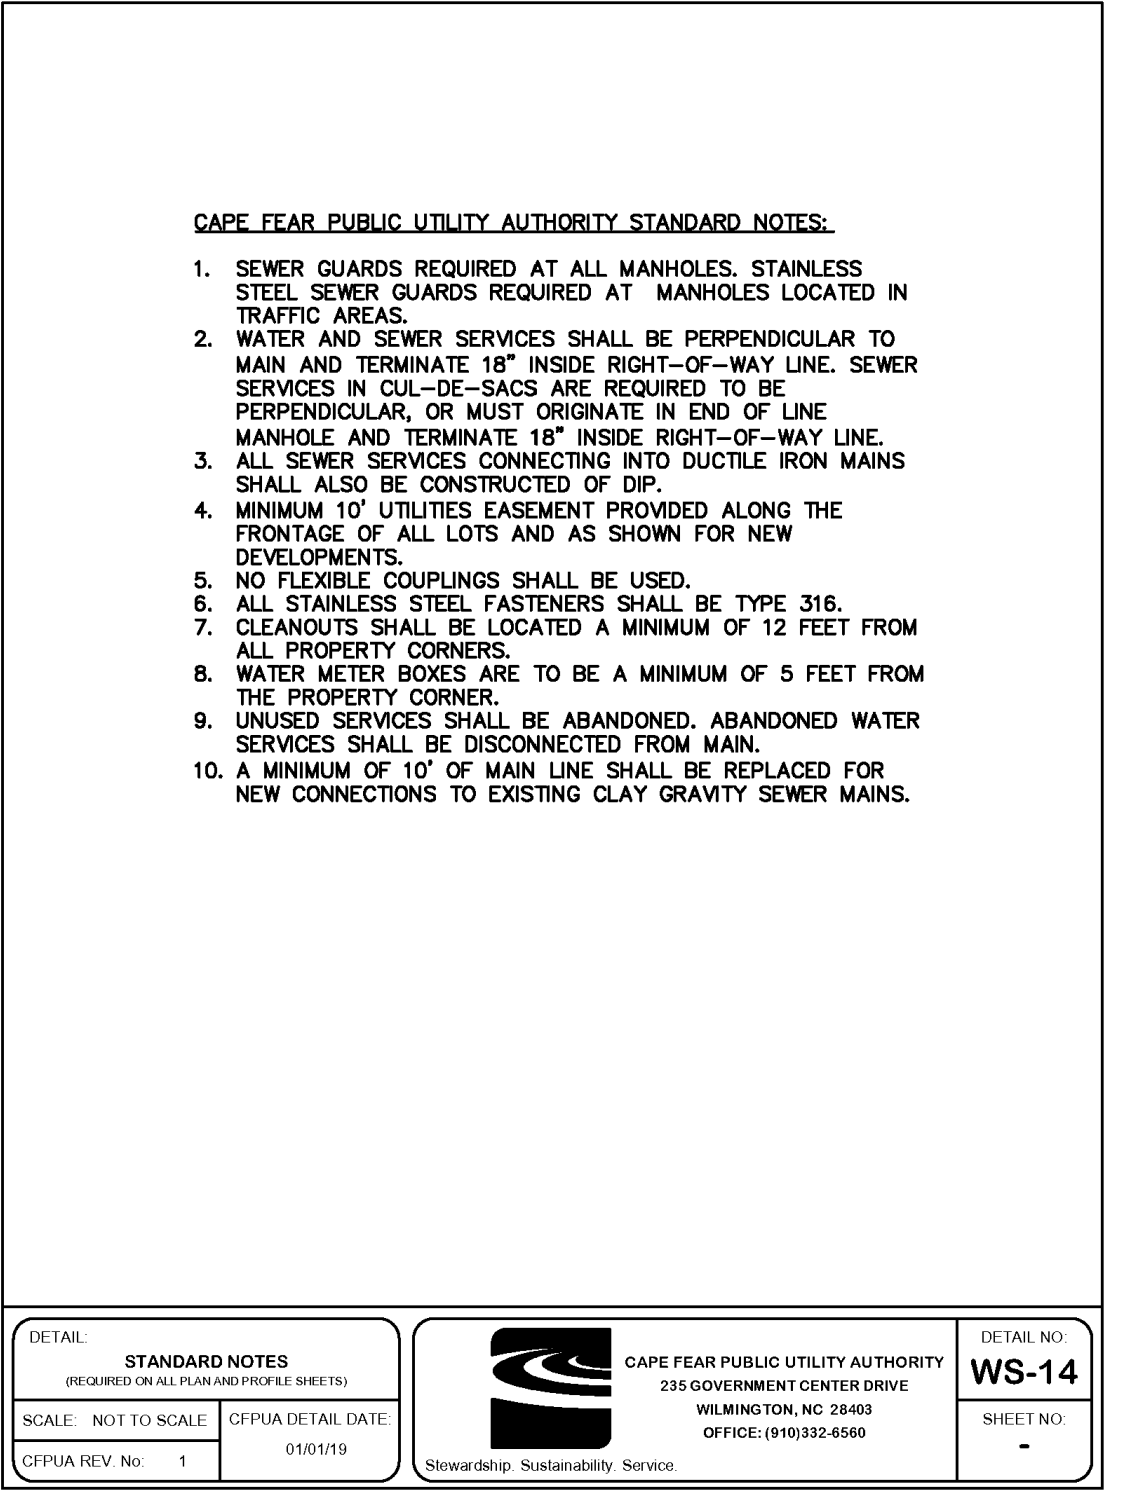 CAPE FEAR PUBLIC UTILITY AUTHORITY STANDARD NOTES:
1. SEWER GUARDS REQUIRED AT ALL MANHOLES. STAINLESS
STEEL SEWER GUARDS REQUIRED AT MANHOLES LOCATED IN
TRAFFIC AREAS.
2. WATER AND SEWER SERVICES SHALL BE PERPENDICULAR TO
MAIN AND TERMINATE 18" INSIDE RIGHT-OF-WAY LINE. SEWER
SERVICES IN CUL-DE-SACS ARE REQUIRED TO BE
PERPENDICULAR, OR MUST ORIGINATE IN END OF LINE
MANHOLE AND TERMINATE 18" INSIDE RIGHT-OF-WAY LINE.
3. ALL SEWER SERVICES CONNECTING INTO DUCTILE IRON MAINS
SHALL ALSO BE CONSTRUCTED OF DIP.
4. MINIMUM 10' UTILITIES EASEMENT PROVIDED ALONG THE
FRONTAGE OF ALL LOTS AND AS SHOWN FOR NEW
DEVELOPMENTS.
5. NO FLEXIBLE COUPLINGS SHALL BE USED.
6. ALL STAINLESS STEEL FASTENERS SHALL BE TYPE 316.
7. CLEANOUTS SHALL BE LOCATED A MINIMUM OF 12 FEET FROM
ALL PROPERTY CORNERS.
8. WATER METER BOXES ARE TO BE A MINIMUM OF 5 FEET FROM
THE PROPERTY CORNER.
9. UNUSED SERVICES SHALL BE ABANDONED. ABANDONED WATER
SERVICES SHALL BE DISCONNECTED FROM MAIN.
10. A MINIMUM OF 10' OF MAIN LINE SHALL BE REPLACED FOR
NEW CONNECTIONS TO EXISTING CLAY GRAVITY SEWER MAINS.
DETAIL:
STANDARD NOTES
(REQUIRED ON ALL PLAN AND PROFILE SHEETS)
SCALE: NOT TO SCALE
CFPUA REV. No: 1
CFPUA DETAIL DATE:
01/01/19
CAPE FEAR PUBLIC UTILITY AUTHORITY
235 GOVERNMENT CENTER DRIVE
WILMINGTON, NC 28403
OFFICE: (910)332-6560
Stewardship. Sustainability. Service.
DETAIL NO:
WS-14
SHEET NO:
-